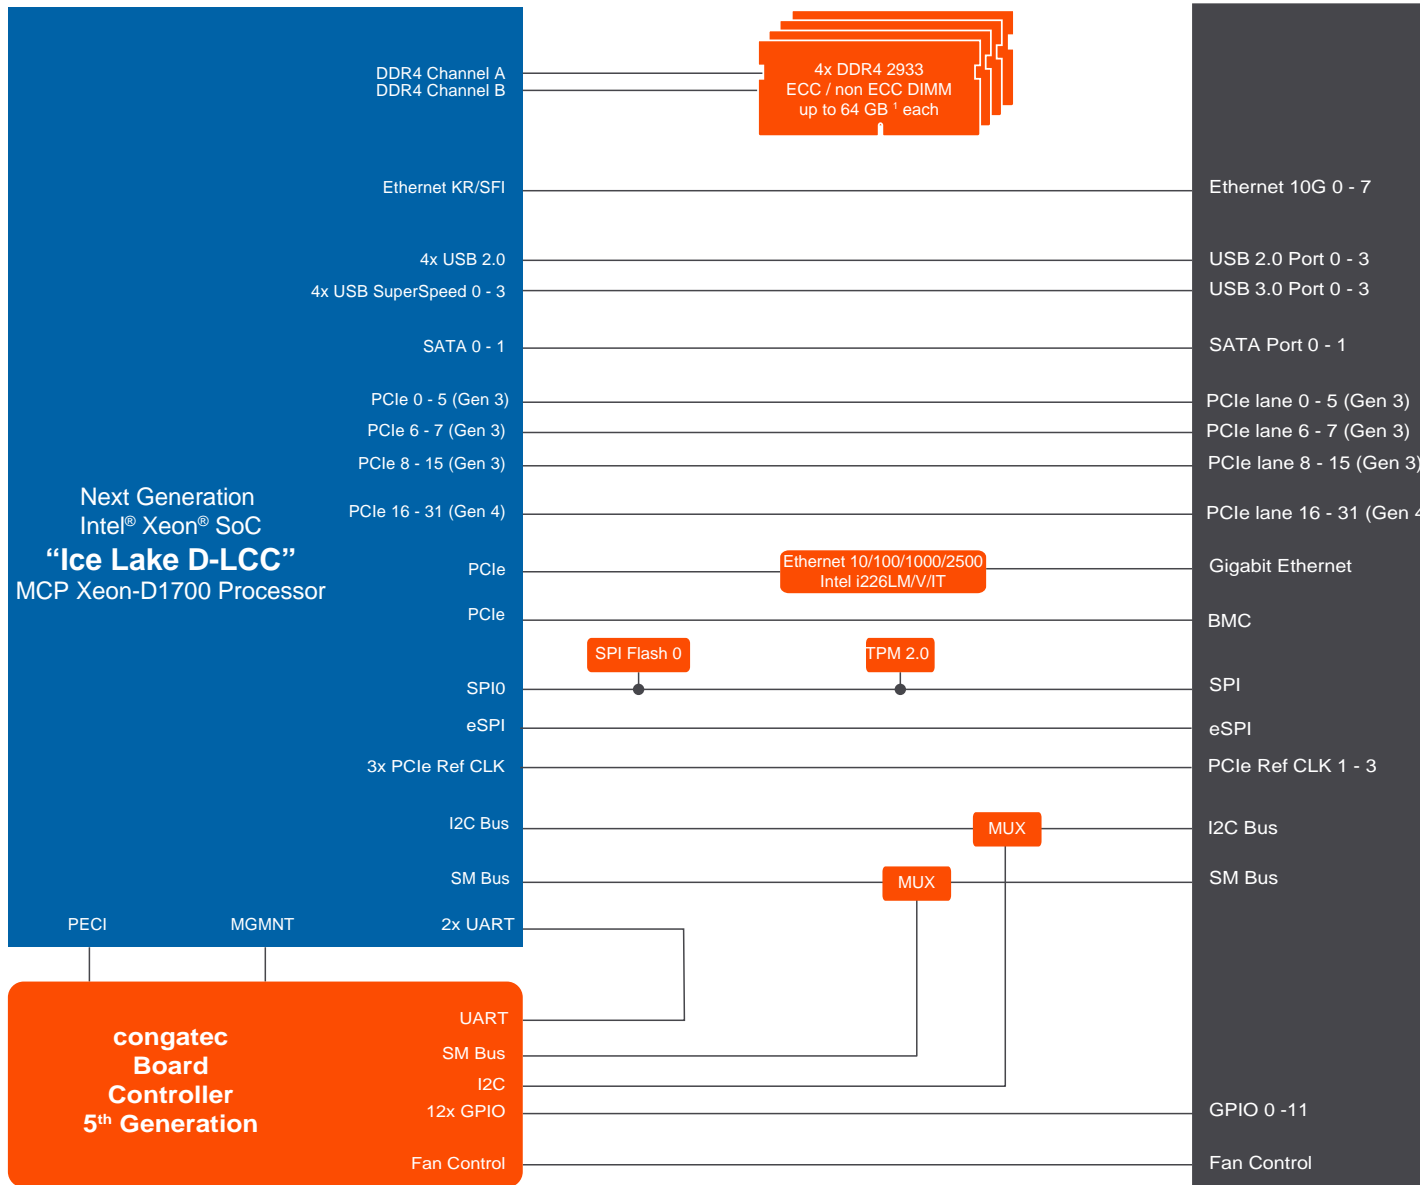 DDR4 Channel A
DDR4 Channel B
4x DDR4 2933
ECC / non ECC DIMM
up to 64 GB ¹ each
Ethernet KR/SFI
Ethernet 10G 0 - 7
4x USB 2.0
USB 2.0 Port 0 - 3
4x USB SuperSpeed 0 - 3
USB 3.0 Port 0 - 3
SATA 0 - 1
SATA Port 0 - 1
PCIe 0 - 5 (Gen 3)
PCIe lane 0 - 5 (Gen 3)
PCIe 6 - 7 (Gen 3)
PCIe lane 6 - 7 (Gen 3)
PCIe 8 - 15 (Gen 3)
PCIe lane 8 - 15 (Gen 3)
PCIe 16 - 31 (Gen 4)
PCIe lane 16 - 31 (Gen 4
Next Generation
Intel® Xeon® SoC
“Ice Lake D-LCC”
MCP Xeon-D1700 Processor
PCIe
Ethernet 10/100/1000/2500
Intel i226LM/V/IT
Gigabit Ethernet
PCIe
BMC
SPI Flash 0
TPM 2.0
SPI0
SPI
eSPI
eSPI
3x PCIe Ref CLK
PCIe Ref CLK 1 - 3
I2C Bus
MUX
I2C Bus
SM Bus
MUX
SM Bus
PECI
MGMNT
2x UART
congatec
Board
Controller
5th Generation
UART
SM Bus
I2C
12x GPIO
GPIO 0 -11
Fan Control
Fan Control